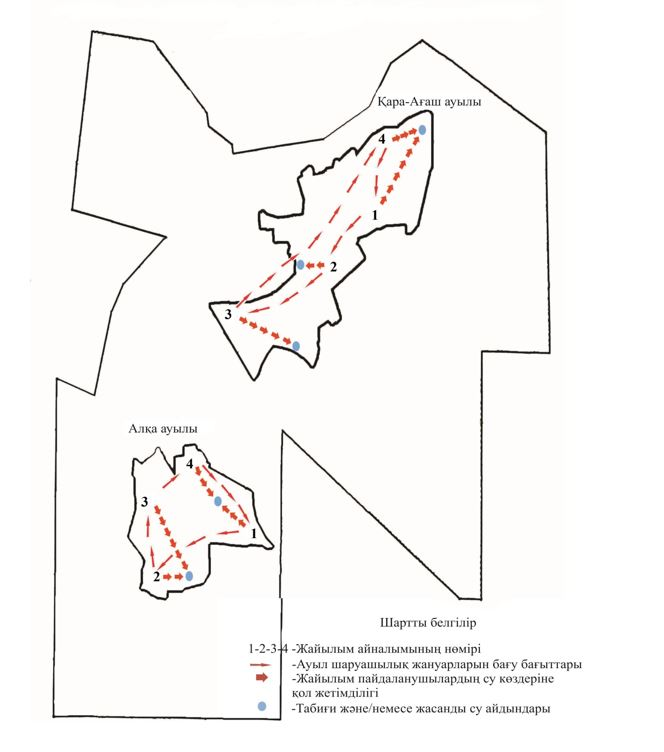 Қара-Ағаш ауылы
4
1
2
3
Алқа ауылы
4
3
1
2
Шартты белгілір
1-2-3-4 -Жайылым айналымының нөмірі
-Ауыл шаруашылық жануарларын бағу бағыттары
-Жайылым пайдаланушылардың су көздеріне
қол жетімділігі
-Табиғи және/немесе жасанды су айдындары